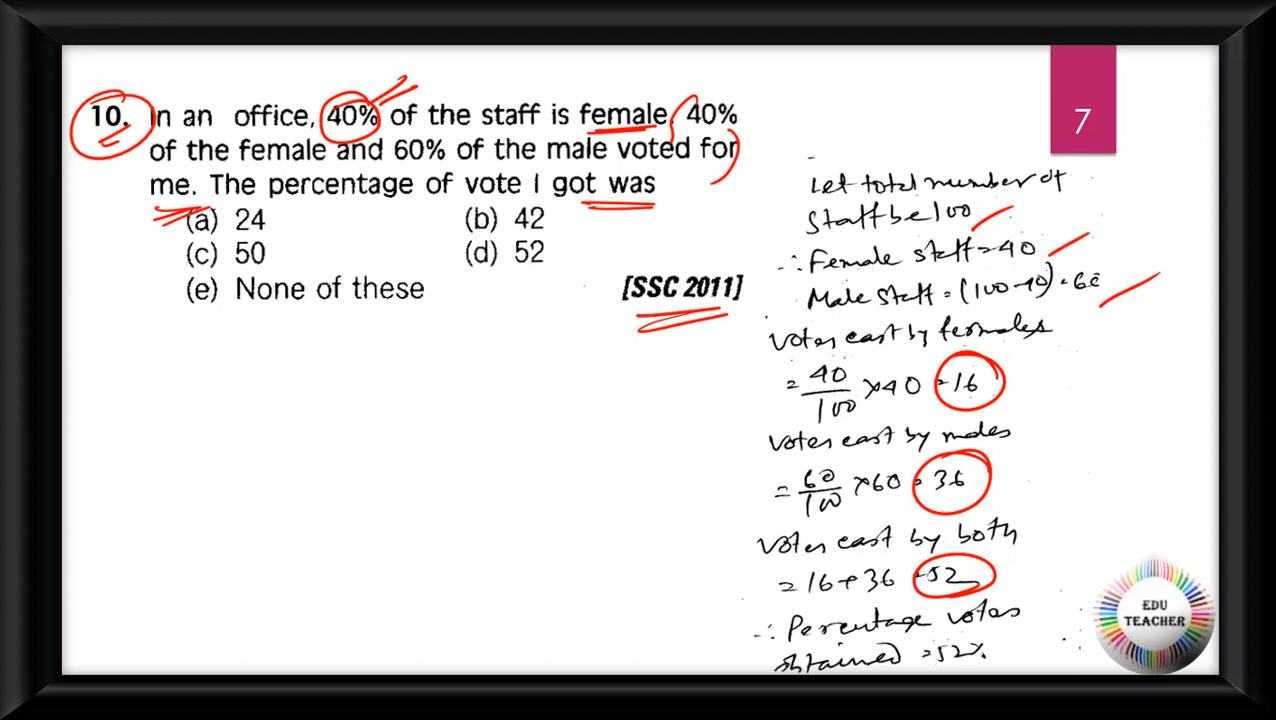 10. In an office, 40% of the staff is female, 40%
of the female and 60% of the male voted for
me. The percentage of vote I got was
(a) 24 (b) 42
(c) 50 (d) 52
(e) None of these [SSC 2011]
7
Let total number of
Staff be 100
∴ Female staff = 40
Male Staff = (100-40) = 60
Votes cast by females
= 40/100 × 40 = 16
Votes cast by males
= 60/100 × 60 = 36
Votes cast by both
= 16 + 36 = 52
∴ Percentage votes
obtained = 52%.
EDU
TEACHER